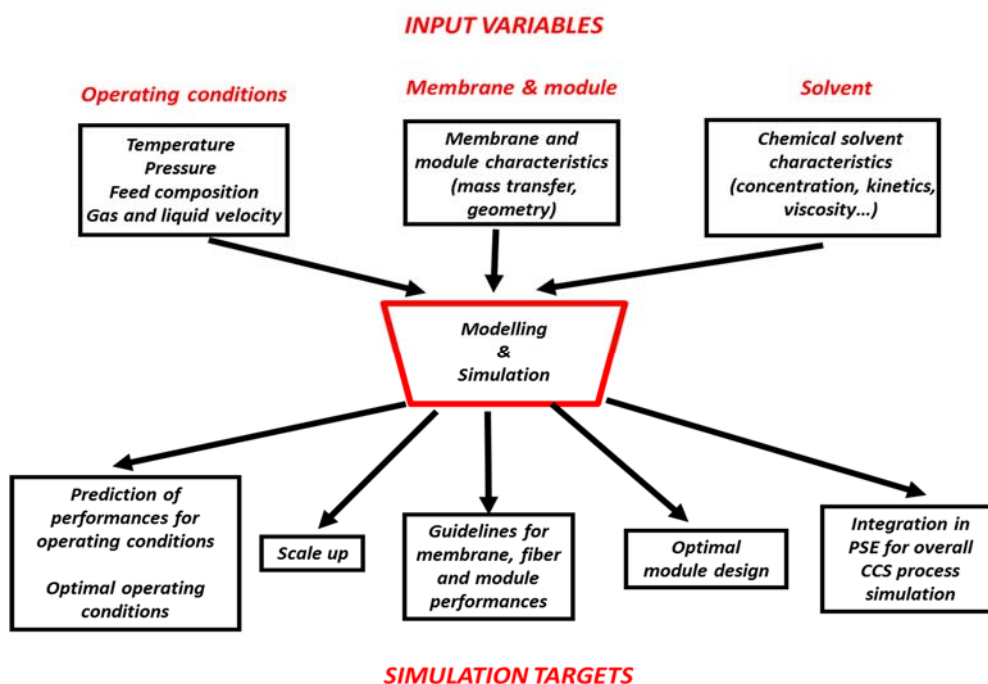 INPUT VARIABLES
Operating conditions
Temperature
Pressure
Feed composition
Gas and liquid velocity
Membrane & module
Membrane and
module characteristics
(mass transfer,
geometry)
Solvent
Chemical solvent
characteristics
(concentration, kinetics,
viscosity...)
Modelling
&
Simulation
Prediction of
performances for
operating conditions
Optimal operating
conditions
Scale up
Guidelines for
membrane, fiber
and module
performances
Optimal
module design
Integration in
PSE for overall
CCS process
simulation
SIMULATION TARGETS